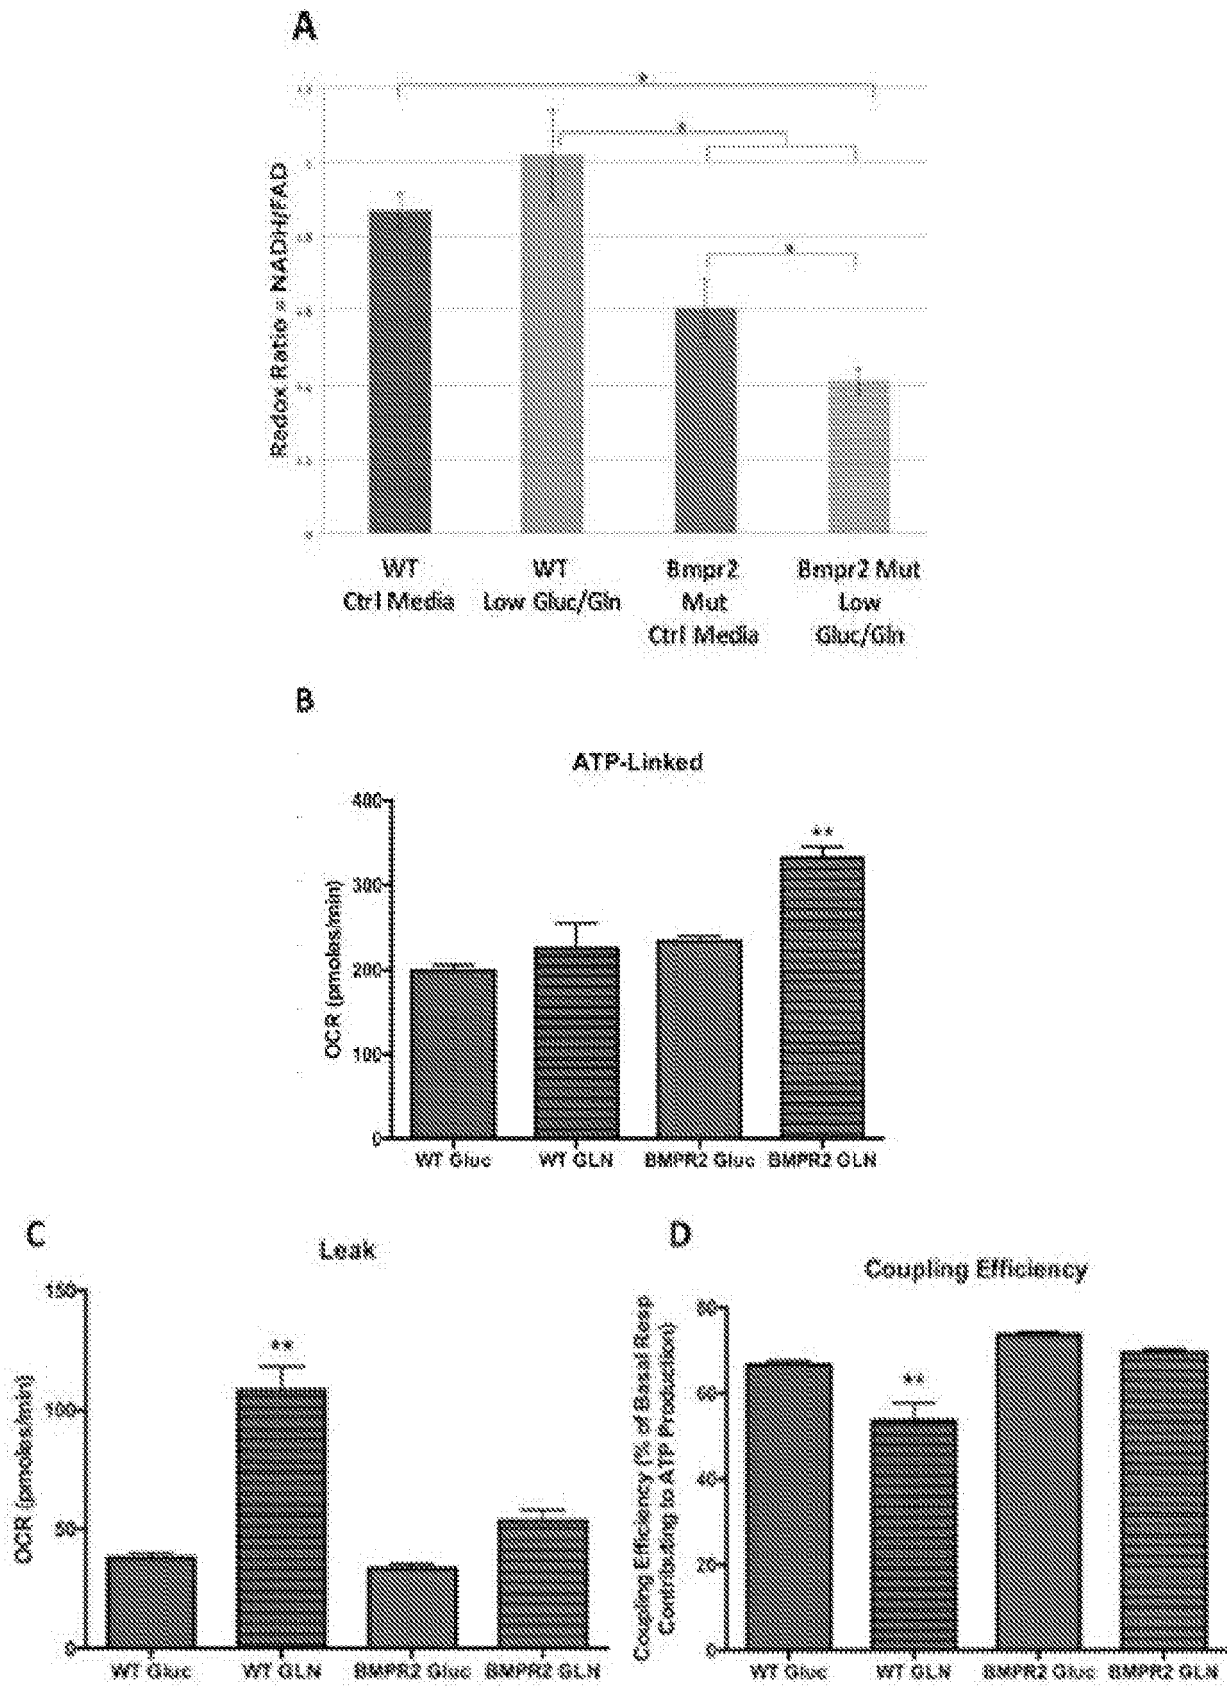 A
*
*
*
Redox Ratio = NADH/FAD
0
WT
Ctrl Media
WT
Low Gluc/Gln
Bmpr2
Mut
Ctrl Media
Bmpr2 Mut
Low
Gluc/Gln
B
ATP-Linked
OCR (pmoles/min)
400
300
200
100
0
**
WT Gluc
WT GLN
BMPR2 Gluc
BMPR2 GLN
C
Leak
OCR (pmoles/min)
150
100
50
0
**
WT Gluc
WT GLN
BMPR2 Gluc
BMPR2 GLN
D
Coupling Efficiency
Coupling Efficiency (% of Basal Resp
Contributing to ATP Production)
80
60
40
20
0
**
WT Gluc
WT GLN
BMPR2 Gluc
BMPR2 GLN